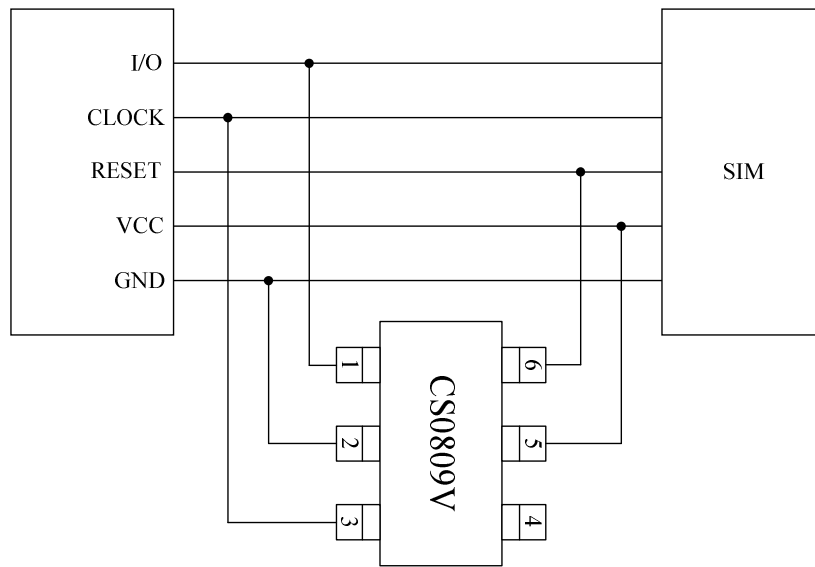 I/O
CLOCK
RESET
VCC
GND
SIM
1
2
3
CS0809V
6
5
4